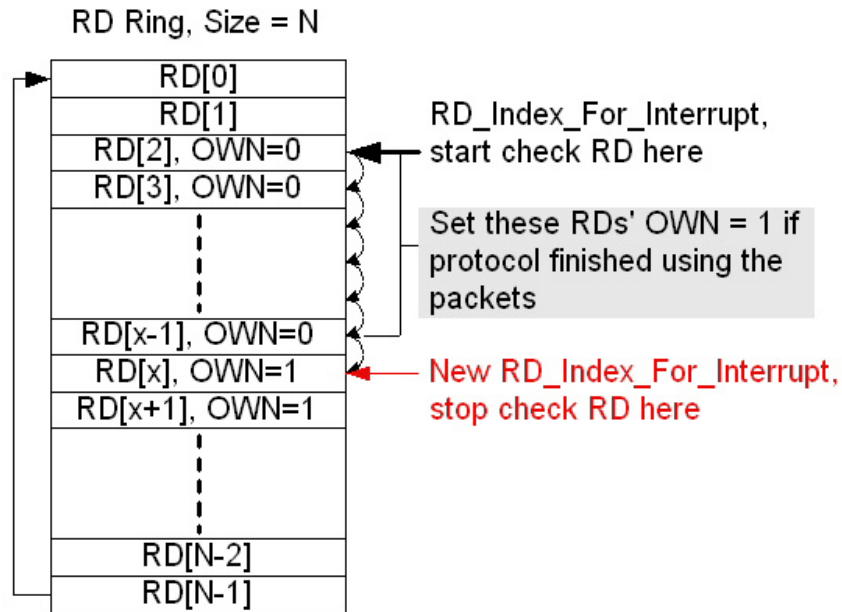 RD Ring, Size = N
RD[0]
RD[1]
RD[2], OWN=0
RD[3], OWN=0
RD[x-1], OWN=0
RD[x], OWN=1
RD[x+1], OWN=1
RD[N-2]
RD[N-1]
RD_Index_For_Interrupt,
start check RD here
Set these RDs' OWN = 1 if
protocol finished using the
packets
New RD_Index_For_Interrupt,
stop check RD here